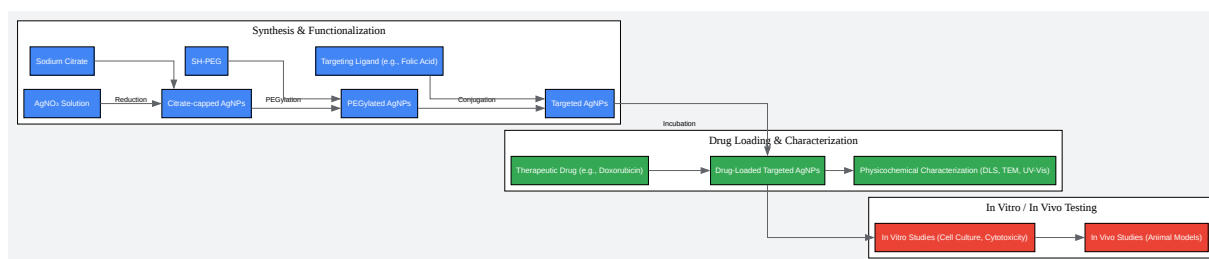 Synthesis & Functionalization
Sodium Citrate
SH-PEG
Targeting Ligand (e.g., Folic Acid)
AgNO₃ Solution
Reduction
Citrate-capped AgNPs
PEGylation
PEGylated AgNPs
Conjugation
Targeted AgNPs
Incubation
Drug Loading & Characterization
Therapeutic Drug (e.g., Doxorubicin)
Drug-Loaded Targeted AgNPs
Physicochemical Characterization (DLS, TEM, UV-Vis)
In Vitro / In Vivo Testing
In Vitro Studies (Cell Culture, Cytotoxicity)
In Vivo Studies (Animal Models)